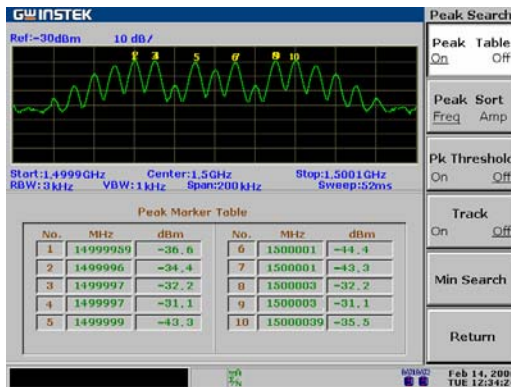 GWINSTEK
Peak Search
Ref:-30dBm 10 dB/
Peak Table
On Off
Peak Sort
Freq Amp
Start:1.4999GHz Center:1.5GHz Stop:1.5001GHz
RBW:3kHz VBW:1kHz Span:200kHz Sweep:52ms
Pk Threshold
On Off
Peak Marker Table
No. MHz dBm No. MHz dBm
1 14999959 -36.6 6 1500001 -44.4
2 1499996 -34.4 7 1500001 -43.3
3 1499997 -32.2 8 1500003 -32.2
4 1499997 -31.1 9 1500003 -31.1
5 1499999 -43.3 10 15000039 -35.5
Track
On Off
Min Search
Return
Feb 14, 200
TUE 12:34:2